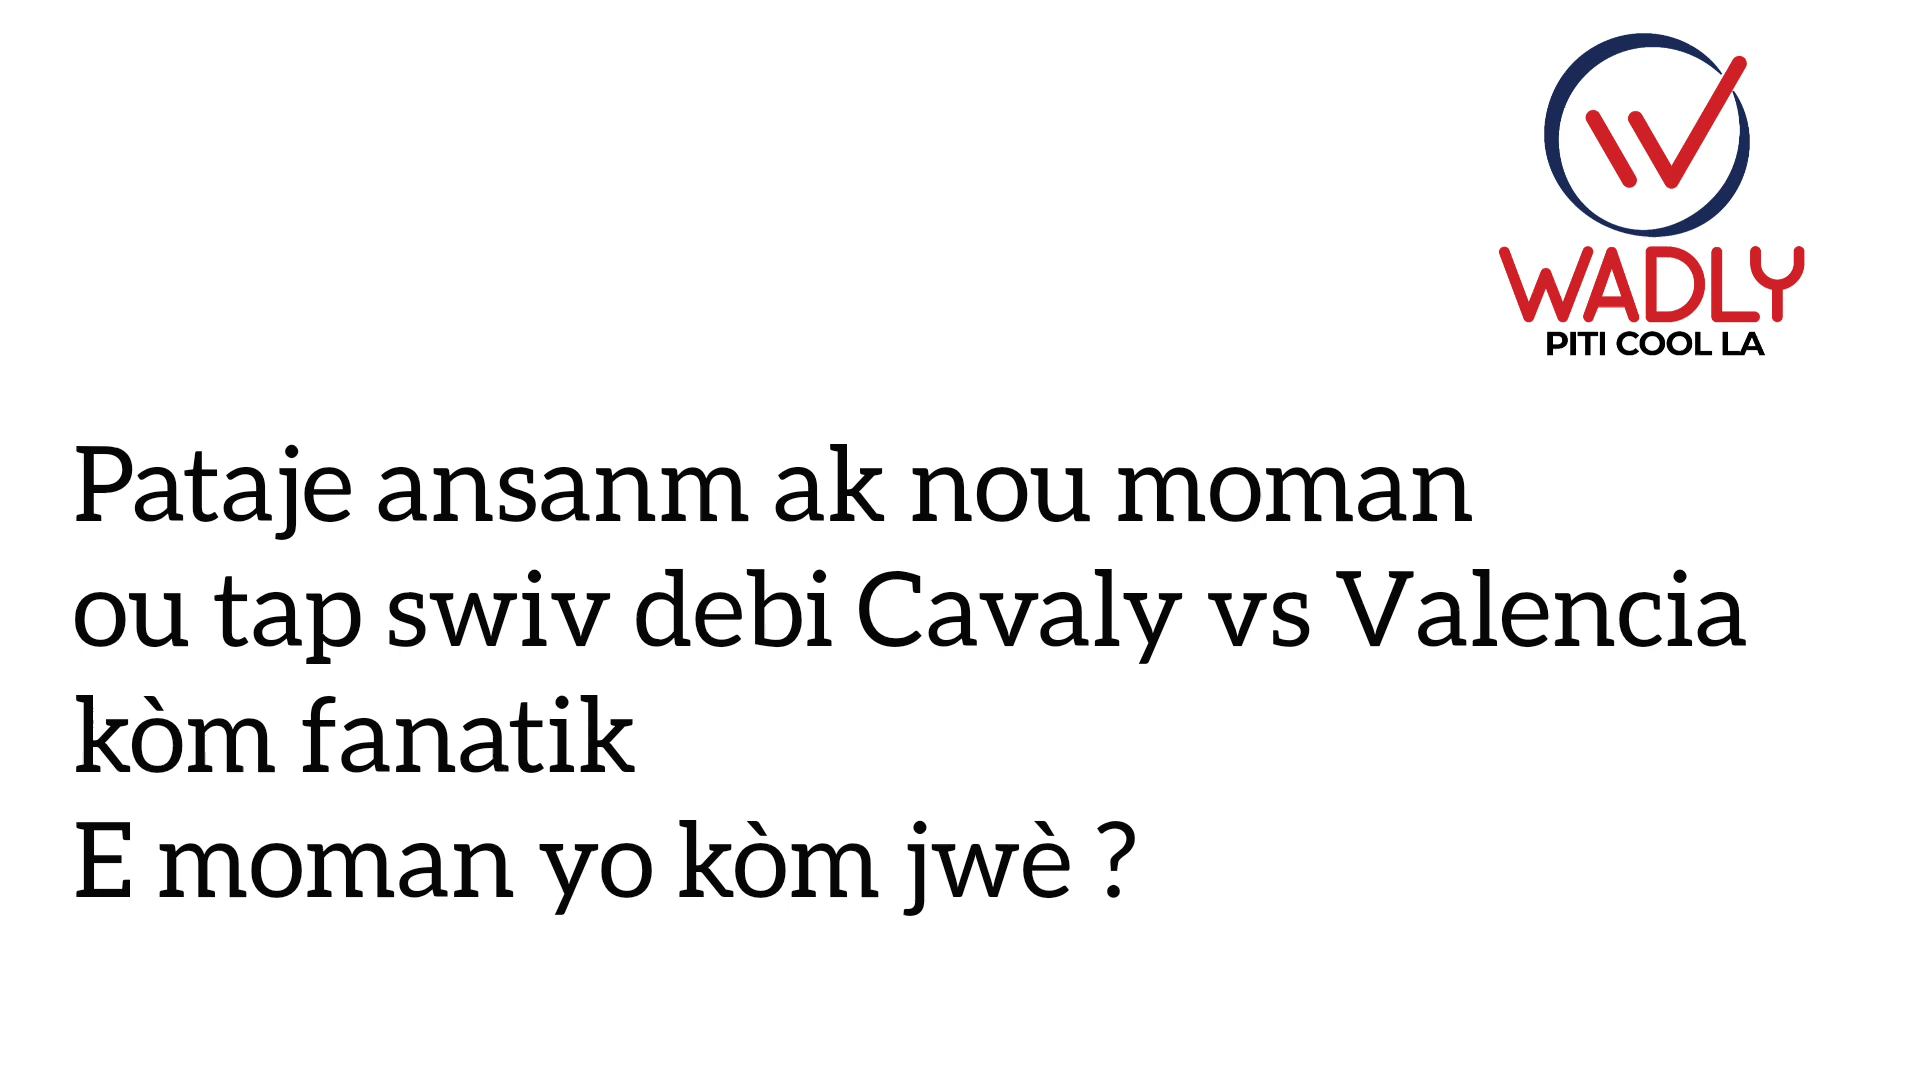 WADLY
PITI COOL LA
Pataje ansanm ak nou moman
ou tap swiv debi Cavaly vs Valencia
kòm fanatik
E moman yo kòm jwè ?